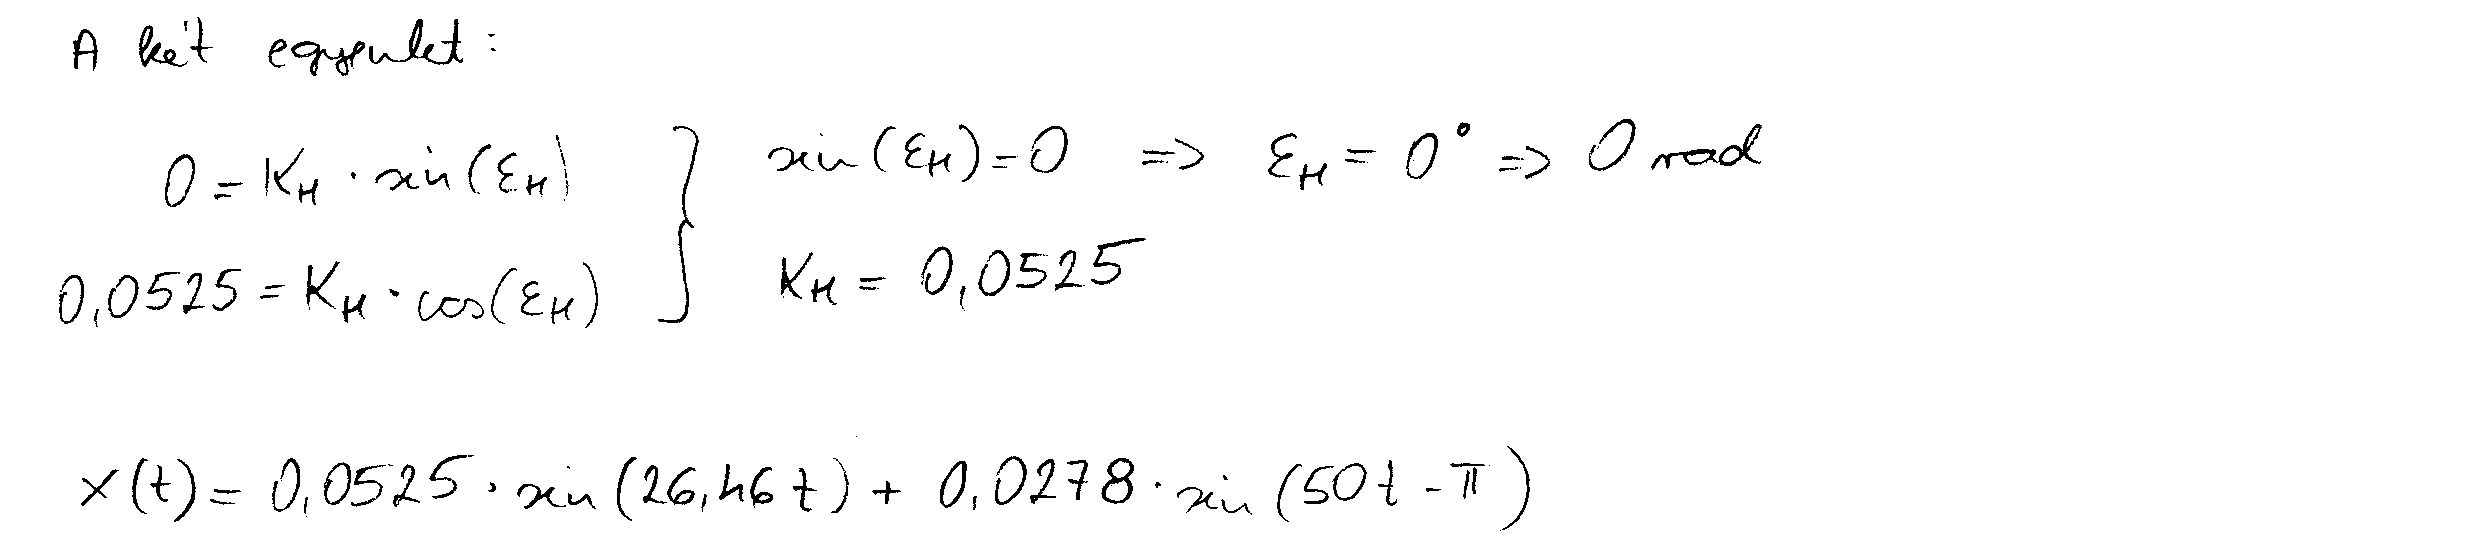 A két egyenlet:
0 = K_H · sin(ε_H) } sin(ε_H) = 0 => ε_H = 0° => 0 rad
0,0525 = K_H · cos(ε_H) } K_H = 0,0525
x(t) = 0,0525 · sin(26,46t) + 0,0278 · sin(50t - π)